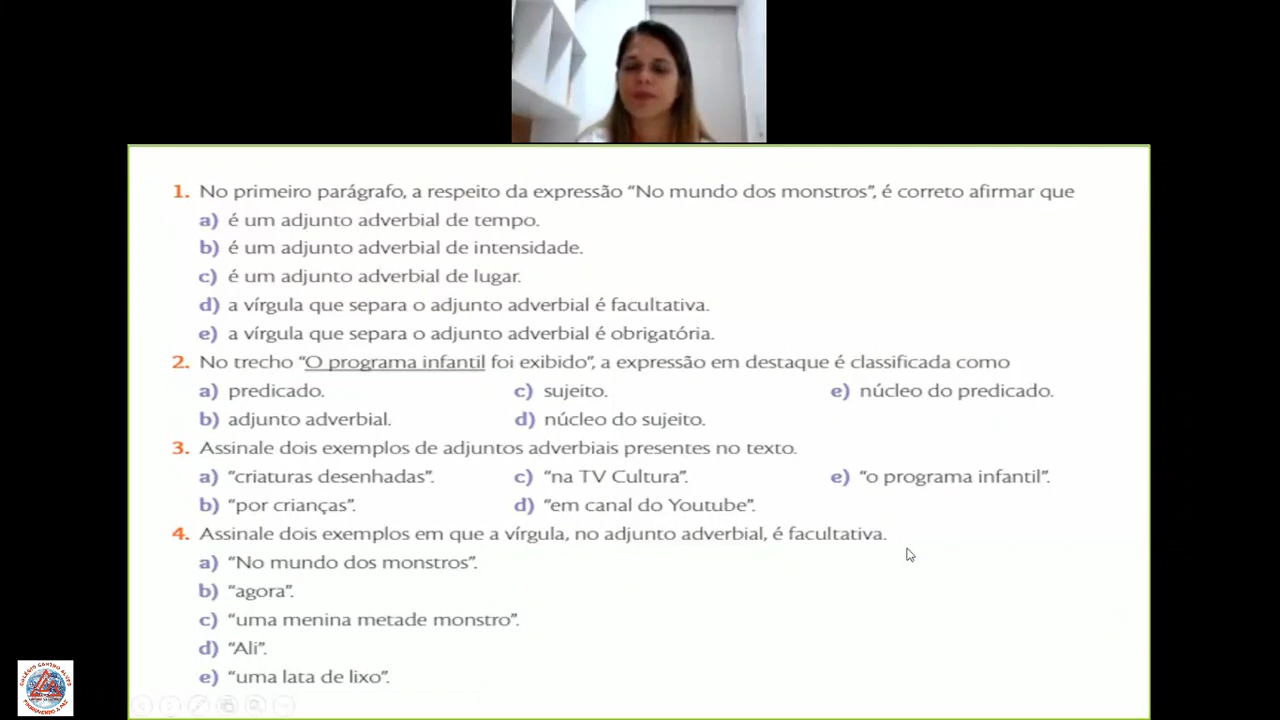 1. No primeiro parágrafo, a respeito da expressão “No mundo dos monstros”, é correto afirmar que
a) é um adjunto adverbial de tempo.
b) é um adjunto adverbial de intensidade.
c) é um adjunto adverbial de lugar.
d) a vírgula que separa o adjunto adverbial é facultativa.
e) a vírgula que separa o adjunto adverbial é obrigatória.
2. No trecho “O programa infantil foi exibido”, a expressão em destaque é classificada como
a) predicado. c) sujeito. e) núcleo do predicado.
b) adjunto adverbial. d) núcleo do sujeito.
3. Assinale dois exemplos de adjuntos adverbiais presentes no texto.
a) “criaturas desenhadas”. c) “na TV Cultura”. e) “o programa infantil”.
b) “por crianças”. d) “em canal do Youtube”.
4. Assinale dois exemplos em que a vírgula, no adjunto adverbial, é facultativa.
a) “No mundo dos monstros”.
b) “agora”.
c) “uma menina metade monstro”.
d) “Ali”.
e) “uma lata de lixo”.